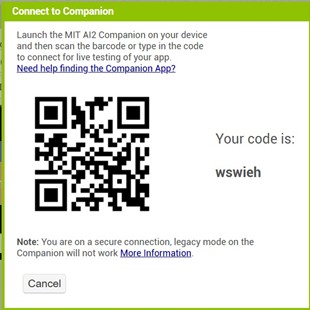 Connect to Companion
Launch the MIT AI2 Companion on your device
and then scan the barcode or type in the code
to connect for live testing of your app.
Need help finding the Companion App?
Your code is:
wswieh
Note: You are on a secure connection, legacy mode on the
Companion will not work More Information.
Cancel